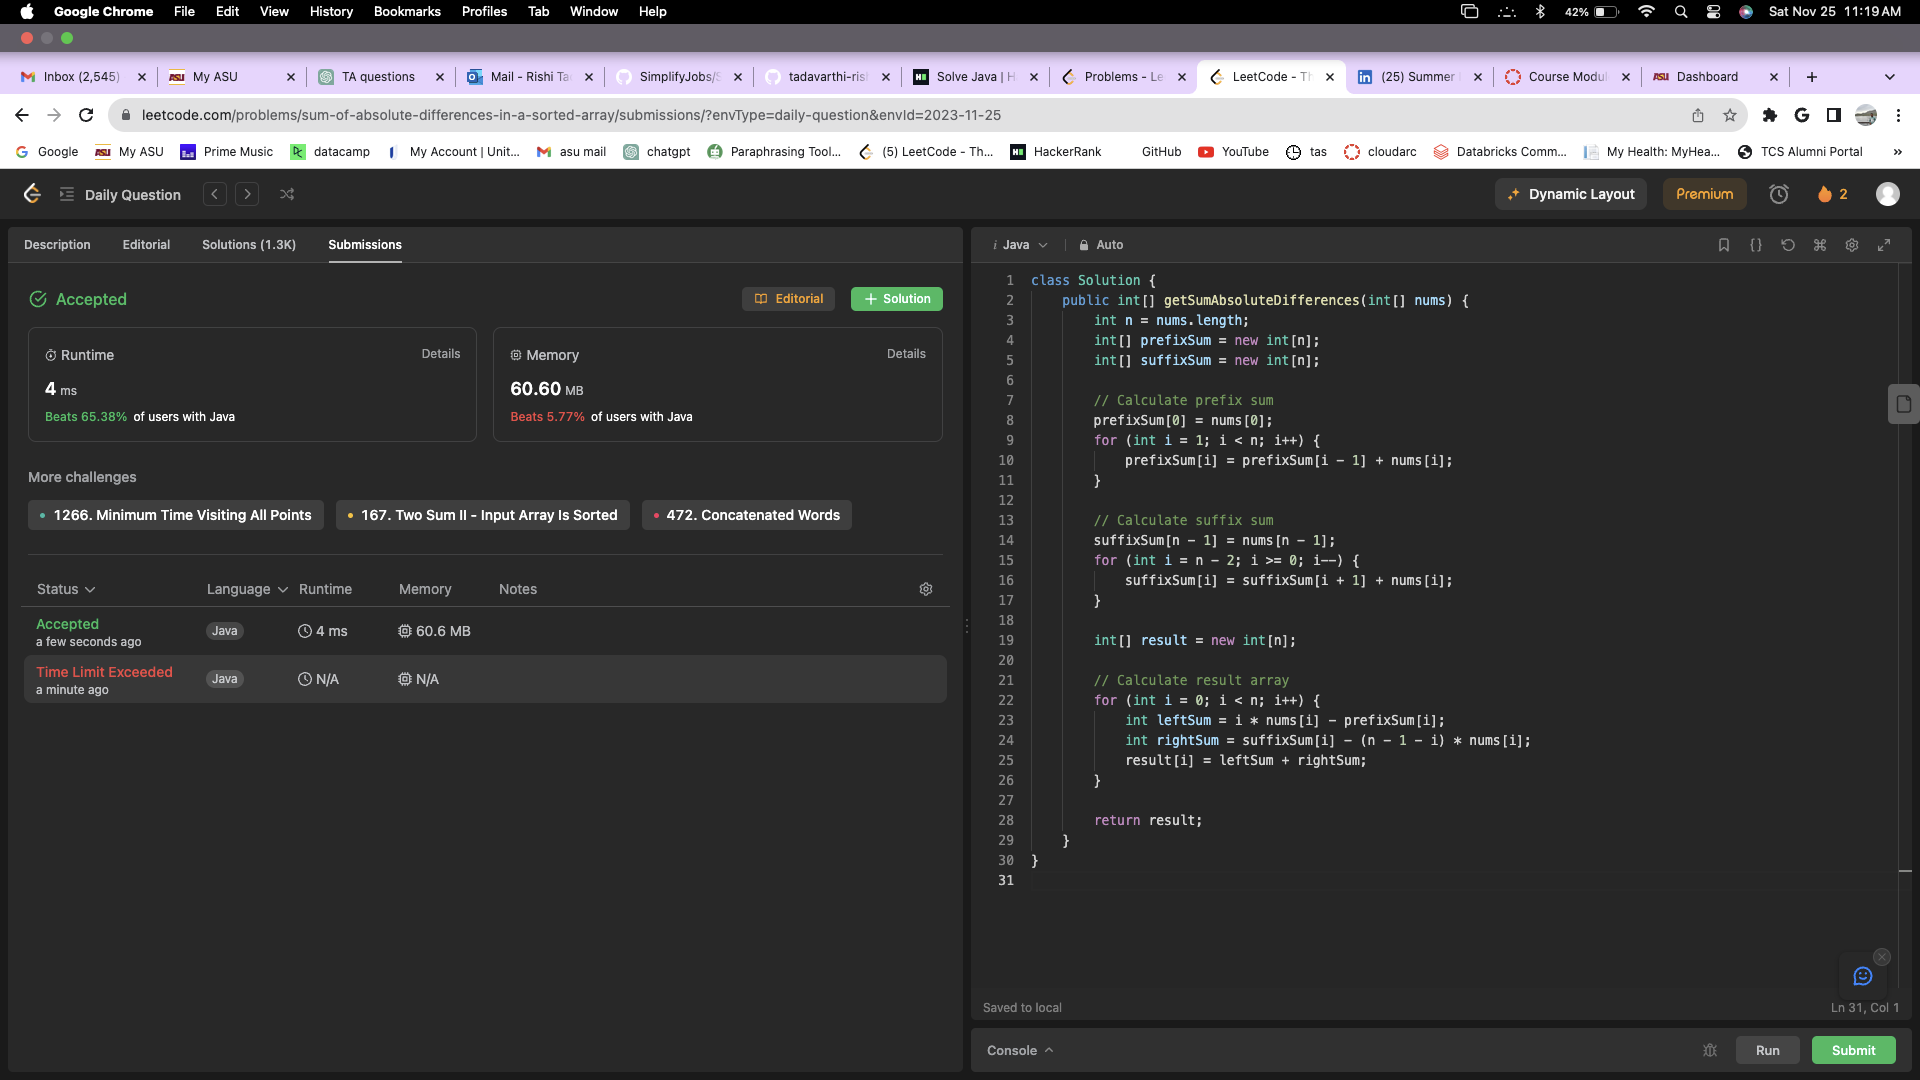 Google Chrome File Edit View History Bookmarks Profiles Tab Window Help 42% Sat Nov 25 11:19 AM
Inbox (2,545) My ASU TA questions Mail - Rishi Ta SimplifyJobs/S tadavarthi-ris Solve Java | H Problems - Le LeetCode - Th (25) Summer Course Modul Dashboard
leetcode.com/problems/sum-of-absolute-differences-in-a-sorted-array/submissions/?envType=daily-question&envId=2023-11-25
Google My ASU Prime Music datacamp My Account | Unit... asu mail chatgpt Paraphrasing Tool... (5) LeetCode - Th... HackerRank GitHub YouTube tas cloudarc Databricks Comm... My Health: MyHea... TCS Alumni Portal »
Daily Question Dynamic Layout Premium 2
Description Editorial Solutions (1.3K) Submissions
Accepted Editorial + Solution
Runtime Details
4 ms
Beats 65.38% of users with Java
Memory Details
60.60 MB
Beats 5.77% of users with Java
More challenges
1266. Minimum Time Visiting All Points 167. Two Sum II - Input Array Is Sorted 472. Concatenated Words
Status Language Runtime Memory Notes
Accepted
a few seconds ago
Java 4 ms 60.6 MB
Time Limit Exceeded
a minute ago
Java N/A N/A
i Java Auto
1 class Solution {
2 public int[] getSumAbsoluteDifferences(int[] nums) {
3 int n = nums.length;
4 int[] prefixSum = new int[n];
5 int[] suffixSum = new int[n];
6
7 // Calculate prefix sum
8 prefixSum[0] = nums[0];
9 for (int i = 1; i < n; i++) {
10 prefixSum[i] = prefixSum[i - 1] + nums[i];
11 }
12
13 // Calculate suffix sum
14 suffixSum[n - 1] = nums[n - 1];
15 for (int i = n - 2; i >= 0; i--) {
16 suffixSum[i] = suffixSum[i + 1] + nums[i];
17 }
18
19 int[] result = new int[n];
20
21 // Calculate result array
22 for (int i = 0; i < n; i++) {
23 int leftSum = i * nums[i] - prefixSum[i];
24 int rightSum = suffixSum[i] - (n - 1 - i) * nums[i];
25 result[i] = leftSum + rightSum;
26 }
27
28 return result;
29 }
30 }
31
Saved to local Ln 31, Col 1
Console Run Submit